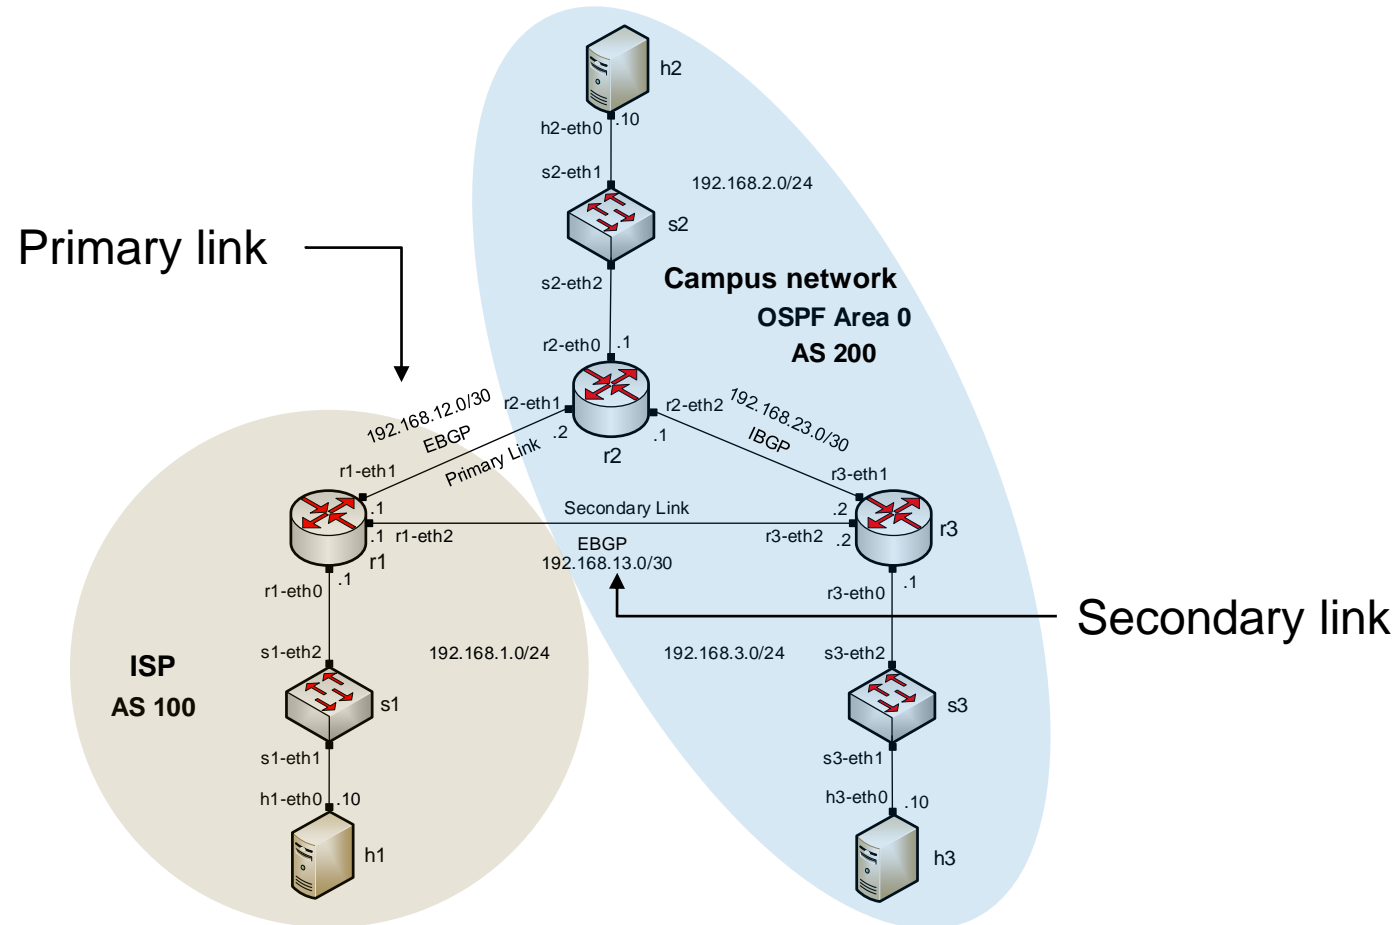 h2
h2-eth0
.10
s2-eth1
192.168.2.0/24
s2
Primary link
s2-eth2
Campus network
OSPF Area 0
AS 200
r2-eth0
.1
192.168.12.0/30
EBGP
Primary Link
r2-eth1
.2
r2-eth2
.1
192.168.23.0/30
IBGP
r2
r1-eth1
.1
r3-eth1
.2
Secondary Link
.1
r1-eth2
r3-eth2
.2
r3
r1
EBGP
192.168.13.0/30
r1-eth0
.1
r3-eth0
.1
Secondary link
ISP
AS 100
s1-eth2
192.168.1.0/24
192.168.3.0/24
s3-eth2
s1
s3
s1-eth1
s3-eth1
h1-eth0
.10
h3-eth0
.10
h1
h3